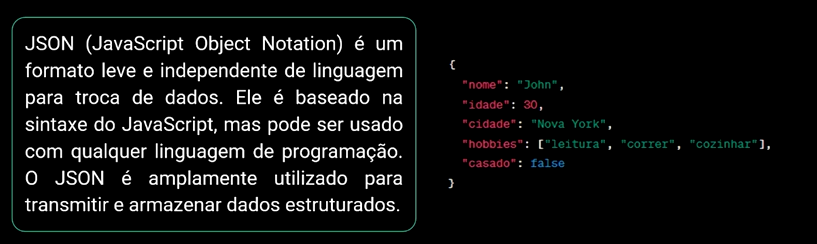 JSON (JavaScript Object Notation) é um
formato leve e independente de linguagem
para troca de dados. Ele é baseado na
sintaxe do JavaScript, mas pode ser usado
com qualquer linguagem de programação.
O JSON é amplamente utilizado para
transmitir e armazenar dados estruturados.
{
"nome": "John",
"idade": 30,
"cidade": "Nova York",
"hobbies": ["leitura", "correr", "cozinhar"],
"casado": false
}